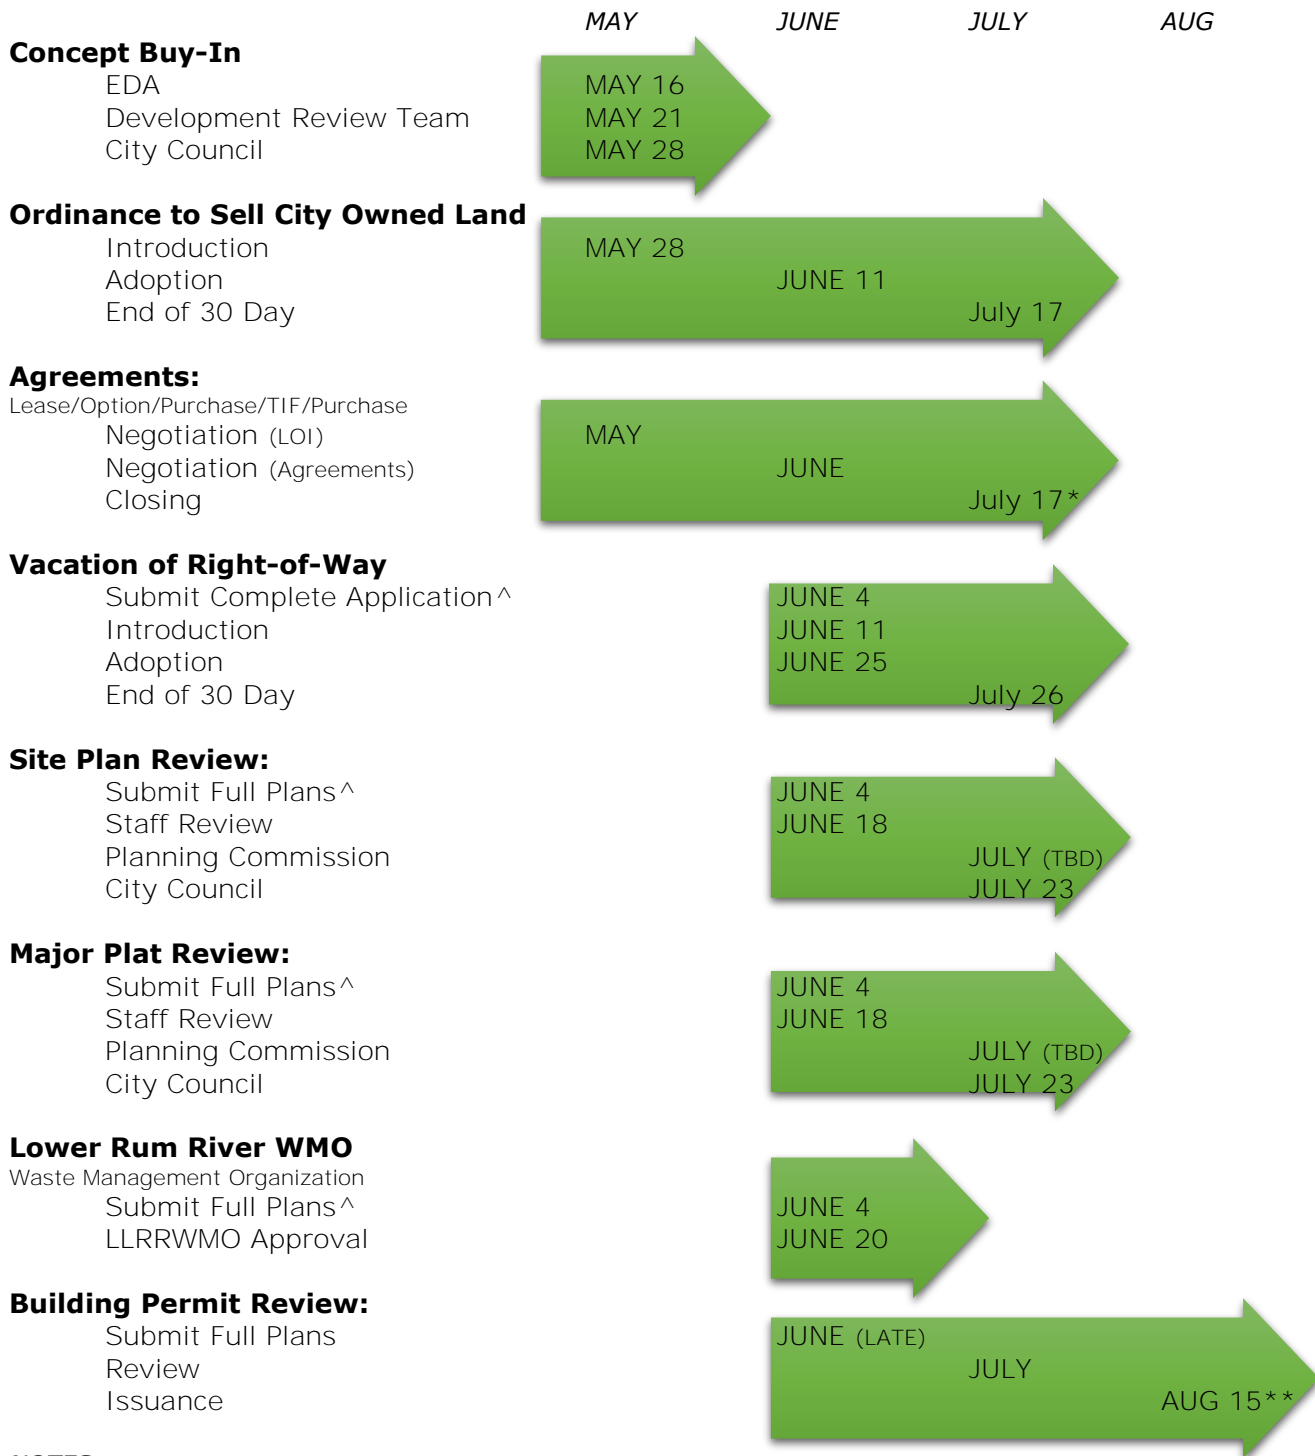 MAY JUNE JULY AUG
Concept Buy-In
EDA MAY 16
Development Review Team MAY 21
City Council MAY 28
Ordinance to Sell City Owned Land
Introduction MAY 28
Adoption JUNE 11
End of 30 Day July 17
Agreements:
Lease/Option/Purchase/TIF/Purchase
Negotiation (LOI) MAY
Negotiation (Agreements) JUNE
Closing July 17*
Vacation of Right-of-Way
Submit Complete Application^ JUNE 4
Introduction JUNE 11
Adoption JUNE 25
End of 30 Day July 26
Site Plan Review:
Submit Full Plans^ JUNE 4
Staff Review JUNE 18
Planning Commission JULY (TBD)
City Council JULY 23
Major Plat Review:
Submit Full Plans^ JUNE 4
Staff Review JUNE 18
Planning Commission JULY (TBD)
City Council JULY 23
Lower Rum River WMO
Waste Management Organization
Submit Full Plans^ JUNE 4
LLRRWMO Approval JUNE 20
Building Permit Review:
Submit Full Plans JUNE (LATE)
Review JULY
Issuance AUG 15**